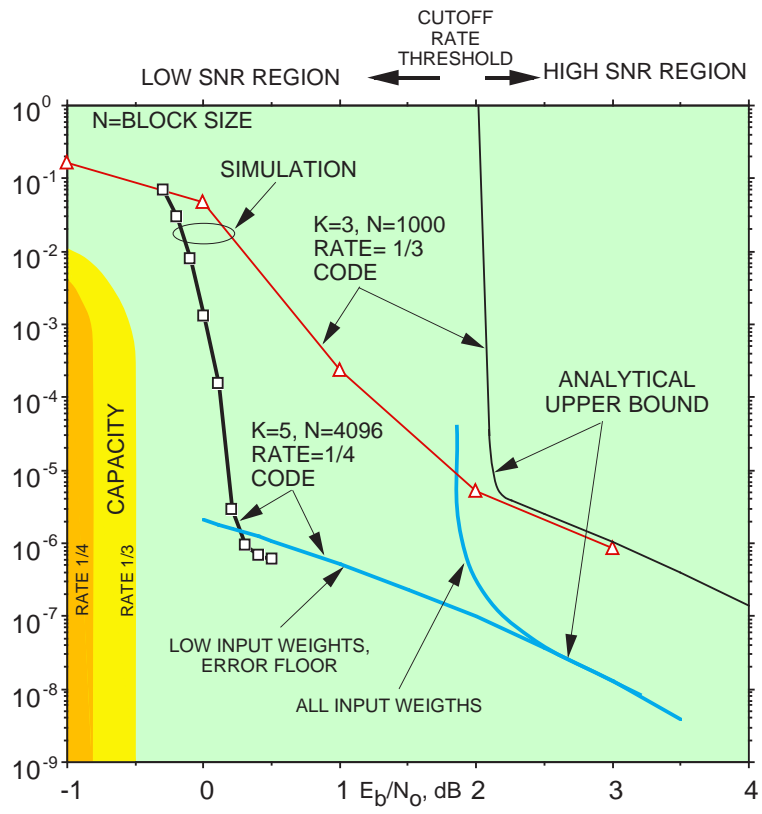 CUTOFF
RATE
THRESHOLD
LOW SNR REGION
HIGH SNR REGION
10^0
10^-1
10^-2
10^-3
10^-4
10^-5
10^-6
10^-7
10^-8
10^-9
N=BLOCK SIZE
SIMULATION
K=3, N=1000
RATE= 1/3
CODE
ANALYTICAL
UPPER BOUND
K=5, N=4096
RATE=1/4
CODE
CAPACITY
RATE 1/4
RATE 1/3
LOW INPUT WEIGHTS,
ERROR FLOOR
ALL INPUT WEIGTHS
-1 0 1 E_b/N_o, dB 2 3 4